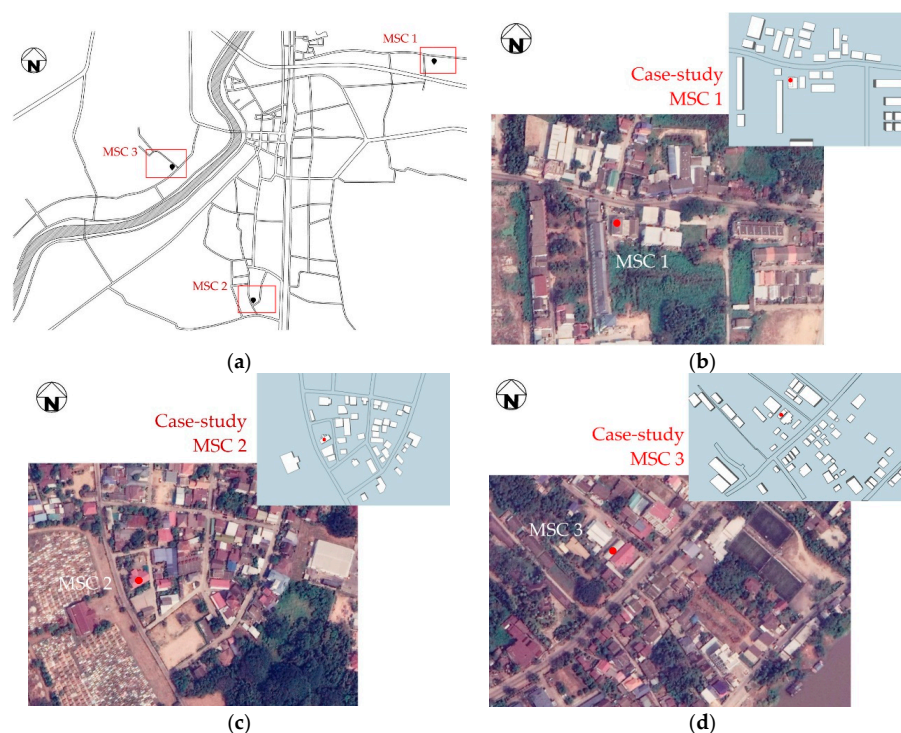 MSC 1
N
MSC 3
MSC 2
(a)
N
Case-study
MSC 1
MSC 1
(b)
N
Case-study
MSC 2
MSC 2
(c)
N
Case-study
MSC 3
MSC 3
(d)